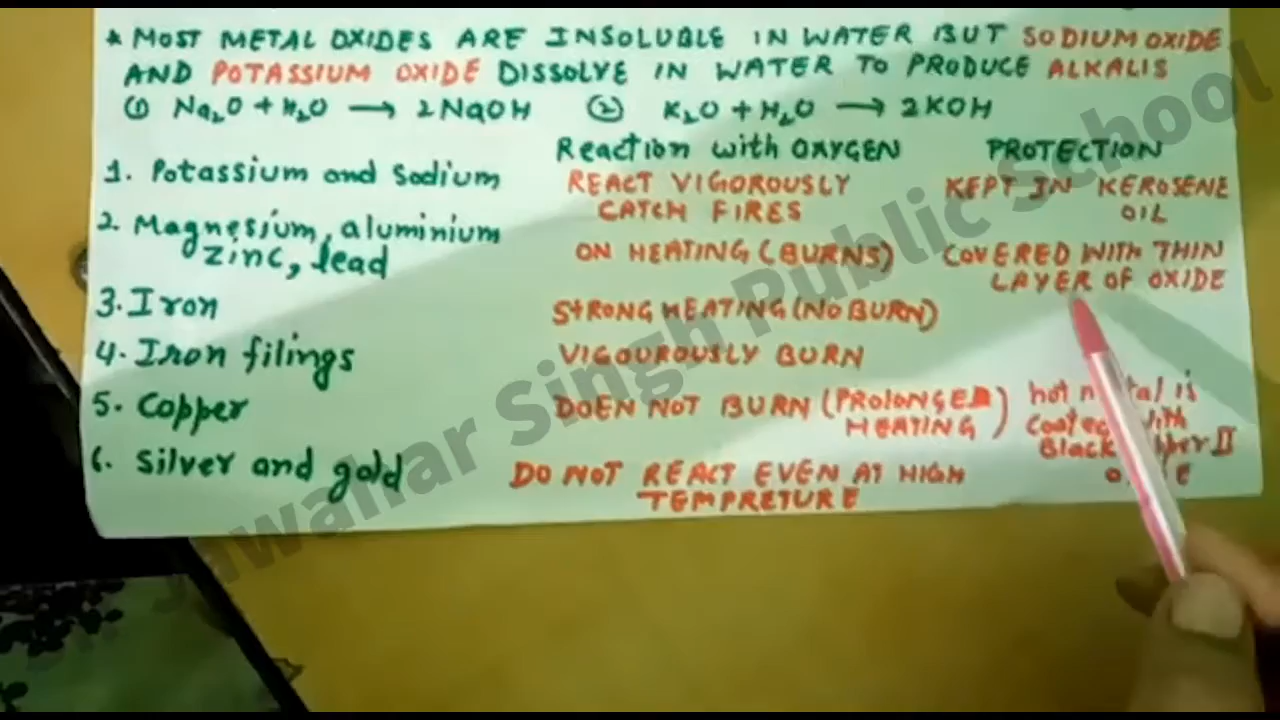 * MOST METAL OXIDES ARE INSOLUBLE IN WATER BUT SODIUM OXIDE
AND POTASSIUM OXIDE DISSOLVE IN WATER TO PRODUCE ALKALIS
① Na₂O + H₂O → 2NaOH ② K₂O + H₂O → 2KOH
Reaction with OXYGEN PROTECTION
1. Potassium and Sodium REACT VIGOROUSLY KEPT IN KEROSENE
CATCH FIRES OIL
2. Magnesium, aluminium
zinc, lead ON HEATING (BURNS) COVERED WITH THIN
LAYER OF OXIDE
3. Iron STRONG HEATING (NO BURN)
4. Iron filings VIGOUROUSLY BURN
5. Copper DOEN NOT BURN (PROLONGED hot is
HEATING) 
Black II
6. Silver and gold DO NOT REACT EVEN AT HIGH
TEMPRETURE
Jawahar Singh Public School